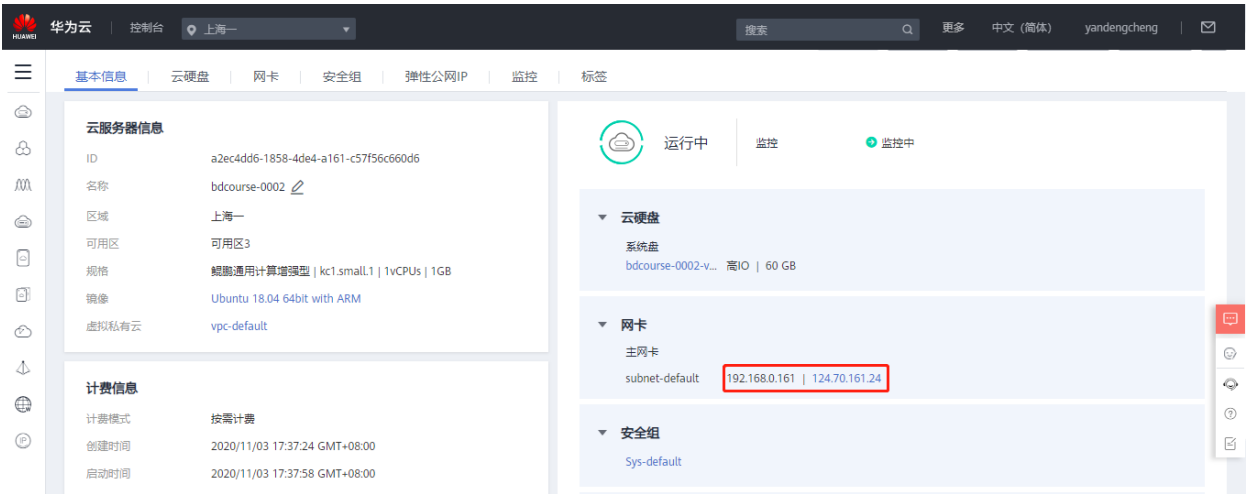 HUAWEI 华为云 控制台 上海一 搜索 更多 中文（简体） yandengcheng
基本信息 云硬盘 网卡 安全组 弹性公网IP 监控 标签
云服务器信息
ID a2ec4dd6-1858-4de4-a161-c57f56c660d6
名称 bdcourse-0002
区域 上海一
可用区 可用区3
规格 鲲鹏通用计算增强型 | kc1.small.1 | 1vCPUs | 1GB
镜像 Ubuntu 18.04 64bit with ARM
虚拟私有云 vpc-default
计费信息
计费模式 按需计费
创建时间 2020/11/03 17:37:24 GMT+08:00
启动时间 2020/11/03 17:37:58 GMT+08:00
运行中 监控 监控中
云硬盘
系统盘
bdcourse-0002-v... 高IO | 60 GB
网卡
主网卡
subnet-default 192.168.0.161 | 124.70.161.24
安全组
Sys-default